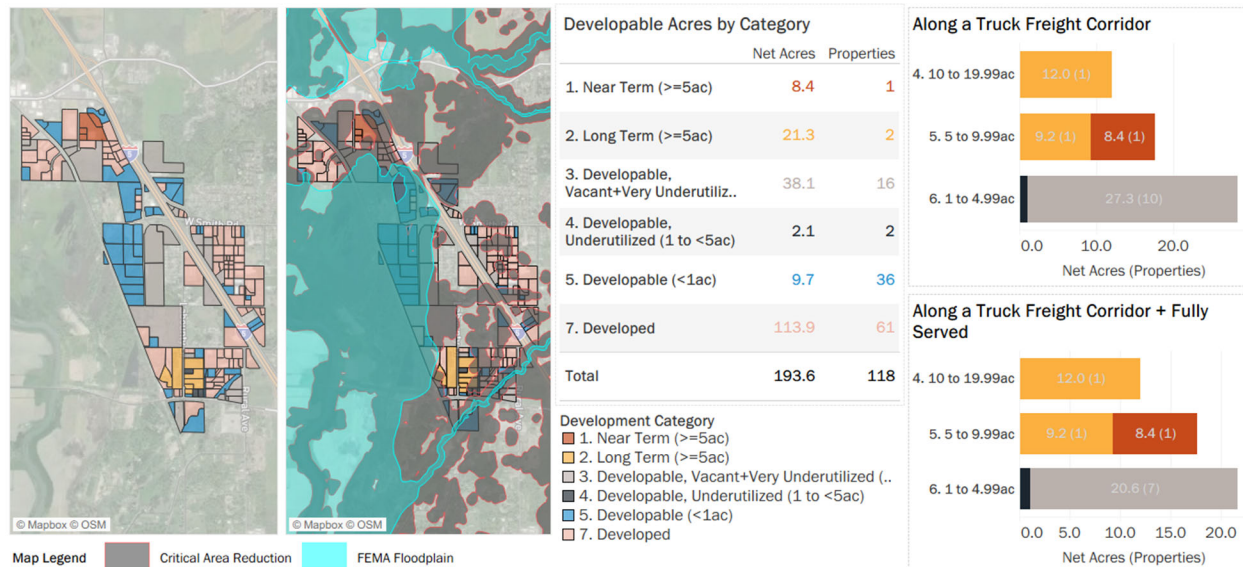 W Smith Rd
Pacific Ave
© Mapbox © OSM
© Mapbox © OSM
Map Legend
Critical Area Reduction
FEMA Floodplain
Developable Acres by Category
Net Acres Properties
1. Near Term (>=5ac) 8.4 1
2. Long Term (>=5ac) 21.3 2
3. Developable,
Vacant+Very Underutiliz.. 38.1 16
4. Developable,
Underutilized (1 to <5ac) 2.1 2
5. Developable (<1ac) 9.7 36
7. Developed 113.9 61
Total 193.6 118
Development Category
1. Near Term (>=5ac)
2. Long Term (>=5ac)
3. Developable, Vacant+Very Underutilized (..
4. Developable, Underutilized (1 to <5ac)
5. Developable (<1ac)
7. Developed
Along a Truck Freight Corridor
4. 10 to 19.99ac 12.0 (1)
5. 5 to 9.99ac 9.2 (1) 8.4 (1)
6. 1 to 4.99ac 27.3 (10)
0.0 10.0 20.0
Net Acres (Properties)
Along a Truck Freight Corridor + Fully
Served
4. 10 to 19.99ac 12.0 (1)
5. 5 to 9.99ac 9.2 (1) 8.4 (1)
6. 1 to 4.99ac 20.6 (7)
0.0 5.0 10.0 15.0 20.0
Net Acres (Properties)